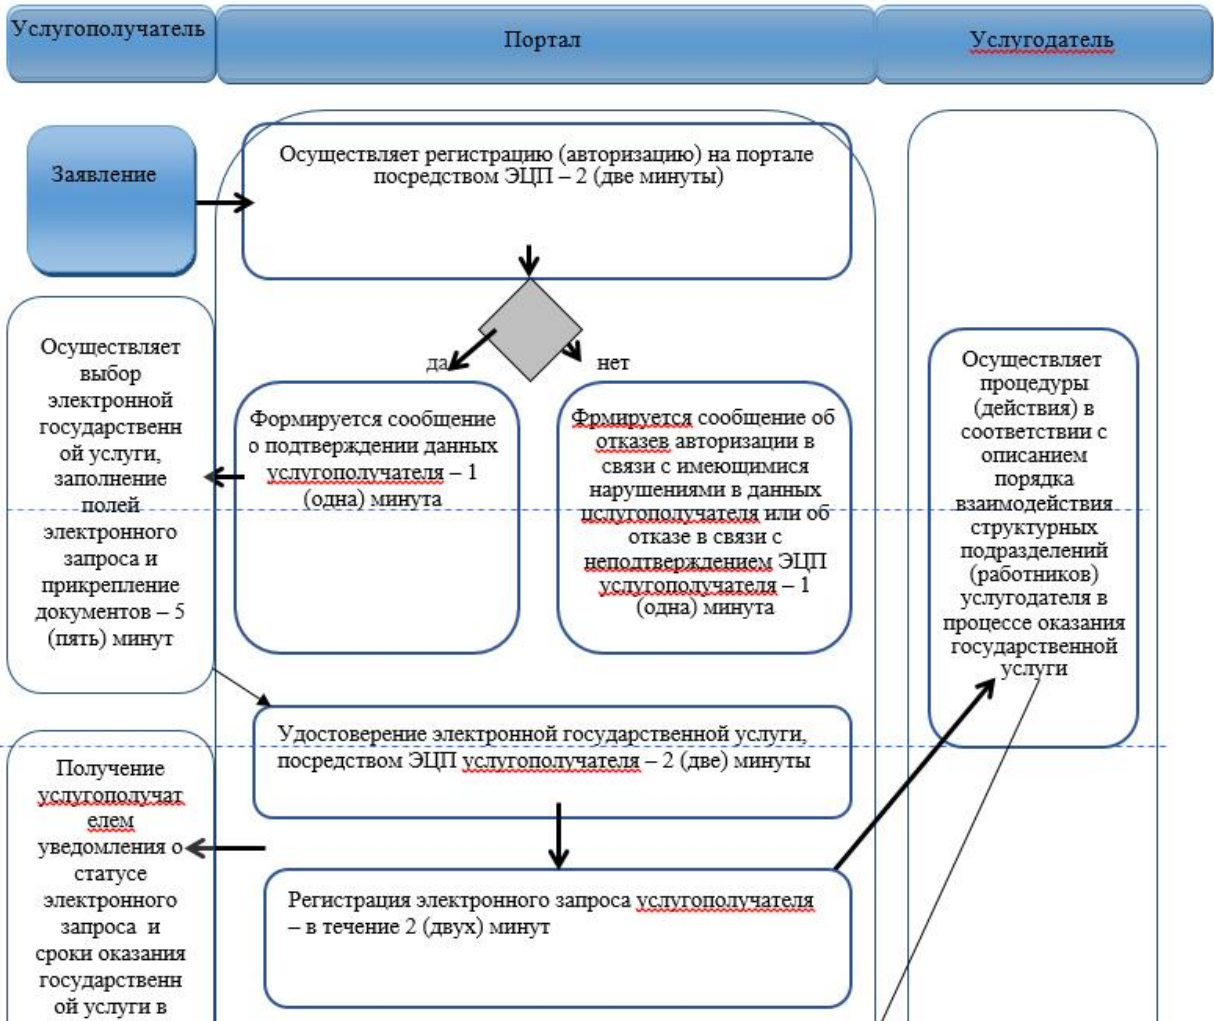 Услугополучатель
Портал
Услугодатель
Заявление
Осуществляет регистрацию (авторизацию) на портале
посредством ЭЦП – 2 (две минуты)
да
нет
Осуществляет
выбор
электронной
государственн
ой услуги,
заполнение
полей
электронного
запроса и
прикрепление
документов – 5
(пять) минут
Формируется сообщение
о подтверждении данных
услугополучателя – 1
(одна) минута
Фрмируется сообщение об
отказев авторизации в
связи с имеющимися
нарушениями в данных
цслугополучателя или об
отказе в связи с
неподтверждением ЭЦП
услугополучателя – 1
(одна) минута
Осуществляет
процедуры
(действия) в
соответствии с
описанием
порядка
взаимодействия
структурных
подразделений
(работников)
услугодателя в
процессе оказания
государственной
услуги
Удостоверение электронной государственной услуги,
посредством ЭЦП услугополучателя – 2 (две) минуты
Получение
услугополучат
елем
уведомления о
статусе
электронного
запроса и
сроки оказания
государственн
ой услуги в
Регистрация электронного запроса услугополучателя
– в течение 2 (двух) минут